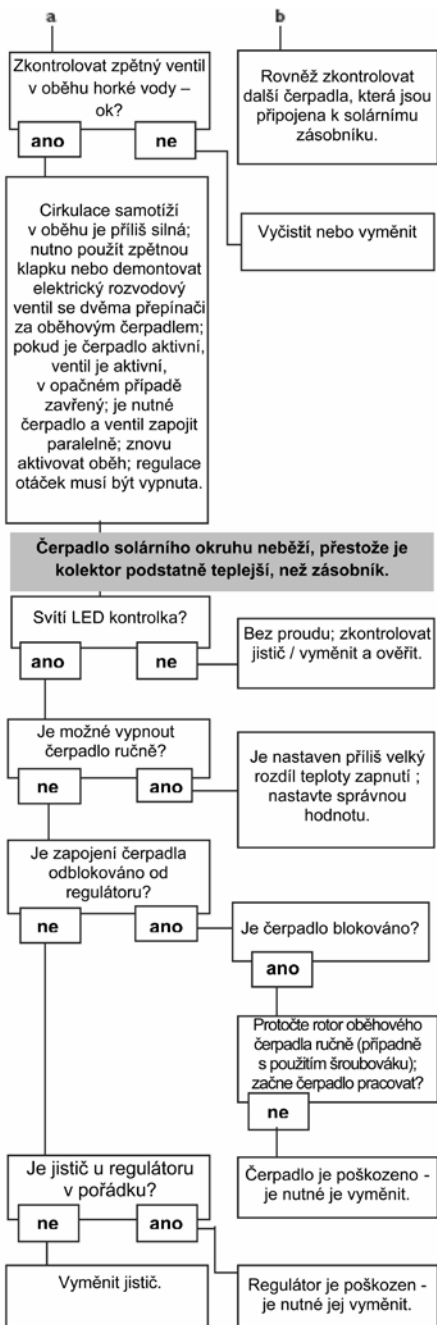 a
b
Zkontrolovat zpětný ventil
v oběhu horké vody –
ok?
ano
ne
Rovněž zkontrolovat
další čerpadla, která jsou
připojena k solárnímu
zásobníku.
Cirkulace samotíží
v oběhu je příliš silná;
nutno použít zpětnou
klapku nebo demontovat
elektrický rozvodový
ventil se dvěma přepínači
za oběhovým čerpadlem;
pokud je čerpadlo aktivní,
ventil je aktivní,
v opačném případě
zavřený; je nutné
čerpadlo a ventil zapojit
paralelně; znovu
aktivovat oběh; regulace
otáček musí být vypnuta.
Vyčistit nebo vyměnit
Čerpadlo solárního okruhu neběží, přestože je
kolektor podstatně teplejší, než zásobník.
Svítí LED kontrolka?
ano
ne
Bez proudu; zkontrolovat
jistič / vyměnit a ověřit.
Je možné vypnout
čerpadlo ručně?
ne
ano
Je nastaven příliš velký
rozdíl teploty zapnutí ;
nastavte správnou
hodnotu.
Je zapojení čerpadla
odblokováno od
regulátoru?
ne
ano
Je čerpadlo blokováno?
ano
Protočte rotor oběhového
čerpadla ručně (případně
s použitím šroubováku);
začne čerpadlo pracovat?
ne
Čerpadlo je poškozeno -
je nutné je vyměnit.
Je jistič u regulátoru
v pořádku?
ne
ano
Vyměnit jistič.
Regulátor je poškozen -
je nutné jej vyměnit.